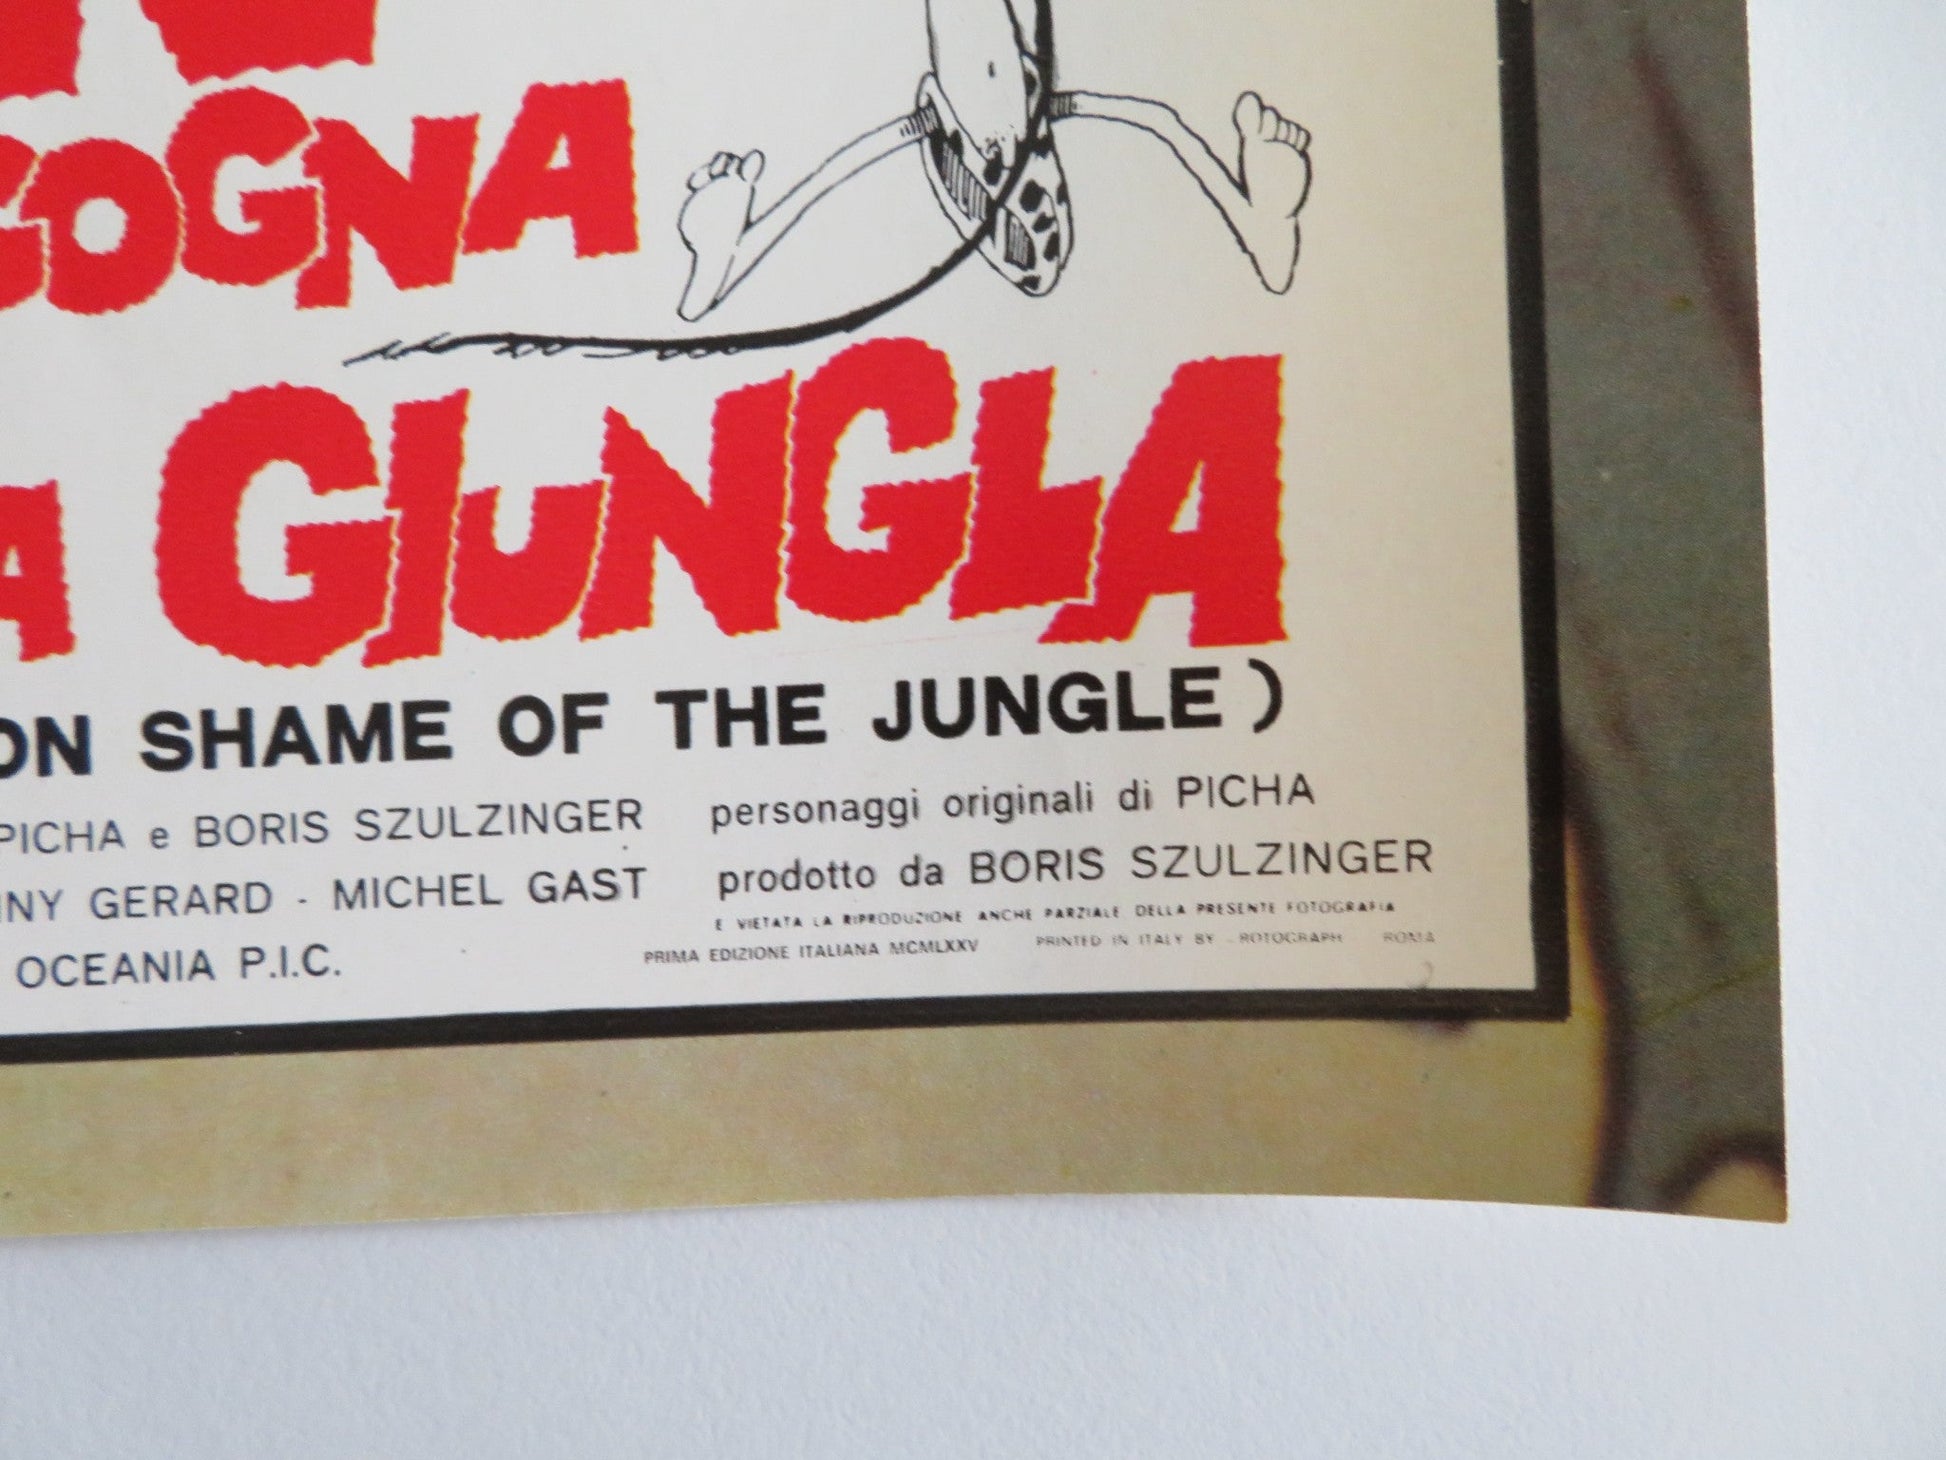 COGNA
A GIUNGLA
ON SHAME OF THE JUNGLE )
PICHA e BORIS SZULZINGER personaggi originali di PICHA
NY GERARD - MICHEL GAST prodotto da BORIS SZULZINGER
E VIETATA LA RIPRODUZIONE ANCHE PARZIALE DELLA PRESENTE FOTOGRAFIA
OCEANIA P.I.C. PRIMA EDIZIONE ITALIANA MCMLXXV PRINTED IN ITALY BY - ROTOGRAPH ROMA